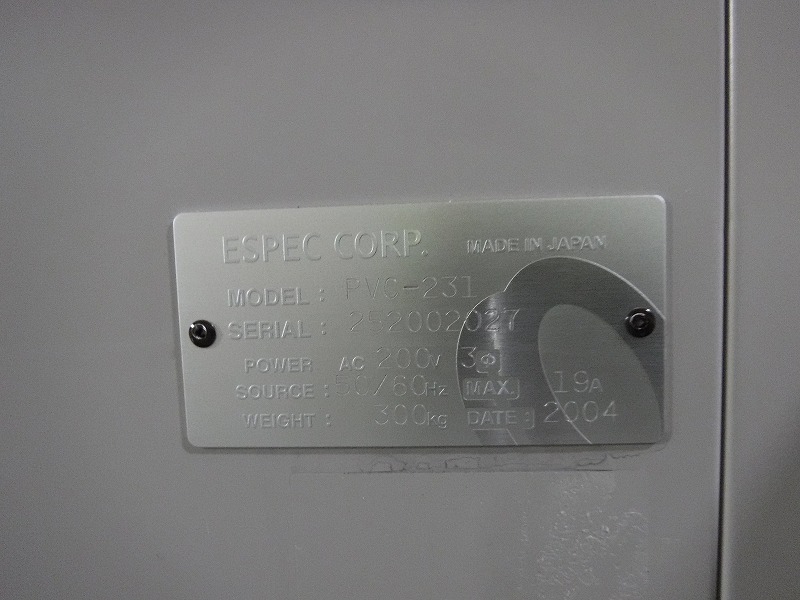 ESPEC CORP. MADE IN JAPAN
MODEL : PVC-231
SERIAL : 252002027
POWER AC 200V 3Φ
SOURCE : 50/60Hz MAX. 19A
WEIGHT : 300kg DATE : 2004